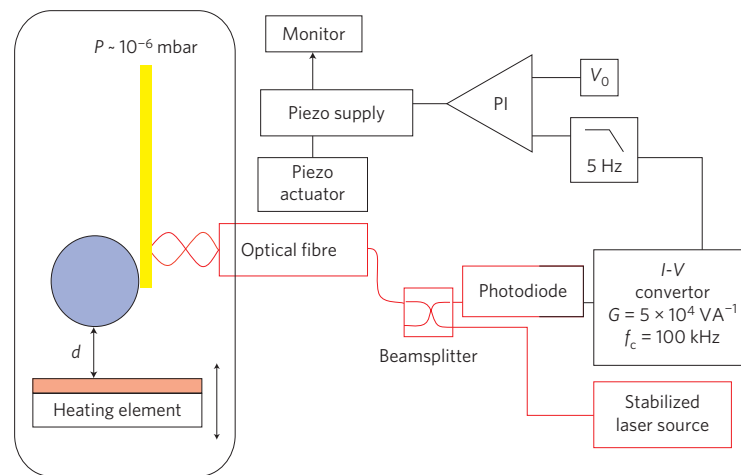 P ~ 10⁻⁶ mbar
Monitor
Piezo supply
Piezo
actuator
PI
V₀
5 Hz
Optical fibre
Beamsplitter
Photodiode
I-V
convertor
G = 5 × 10⁴ VA⁻¹
f_c = 100 kHz
Stabilized
laser source
d
Heating element